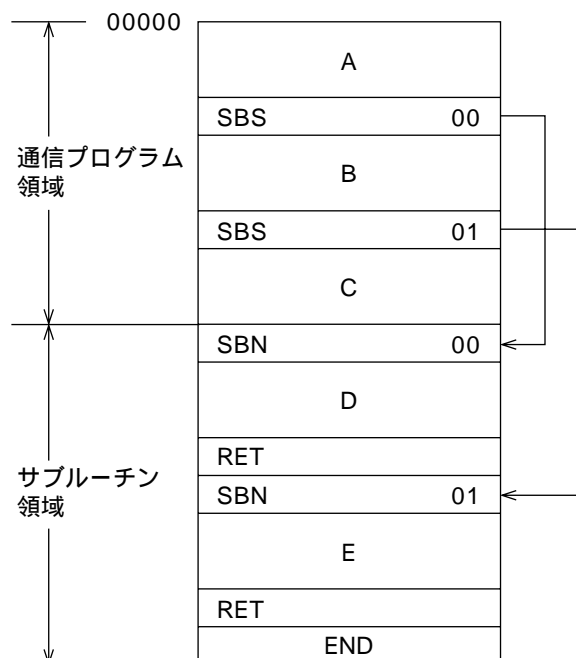 00000
A
SBS 00
通信プログラム
領域
B
SBS 01
C
SBN 00
D
RET
サブルーチン
領域
SBN 01
E
RET
END